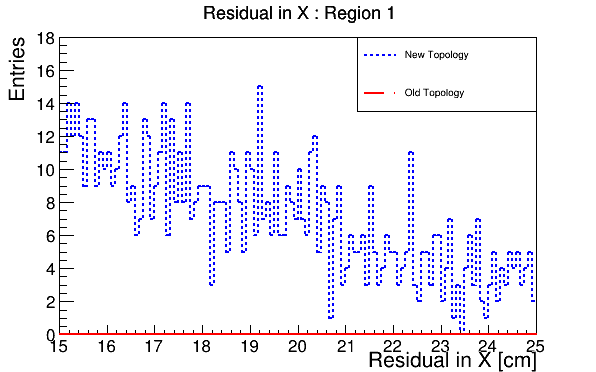 Residual in X : Region 1
Entries
18
16
14
12
10
8
6
4
2
0
New Topology
Old Topology
15 16 17 18 19 20 21 22 23 24 25
Residual in X [cm]